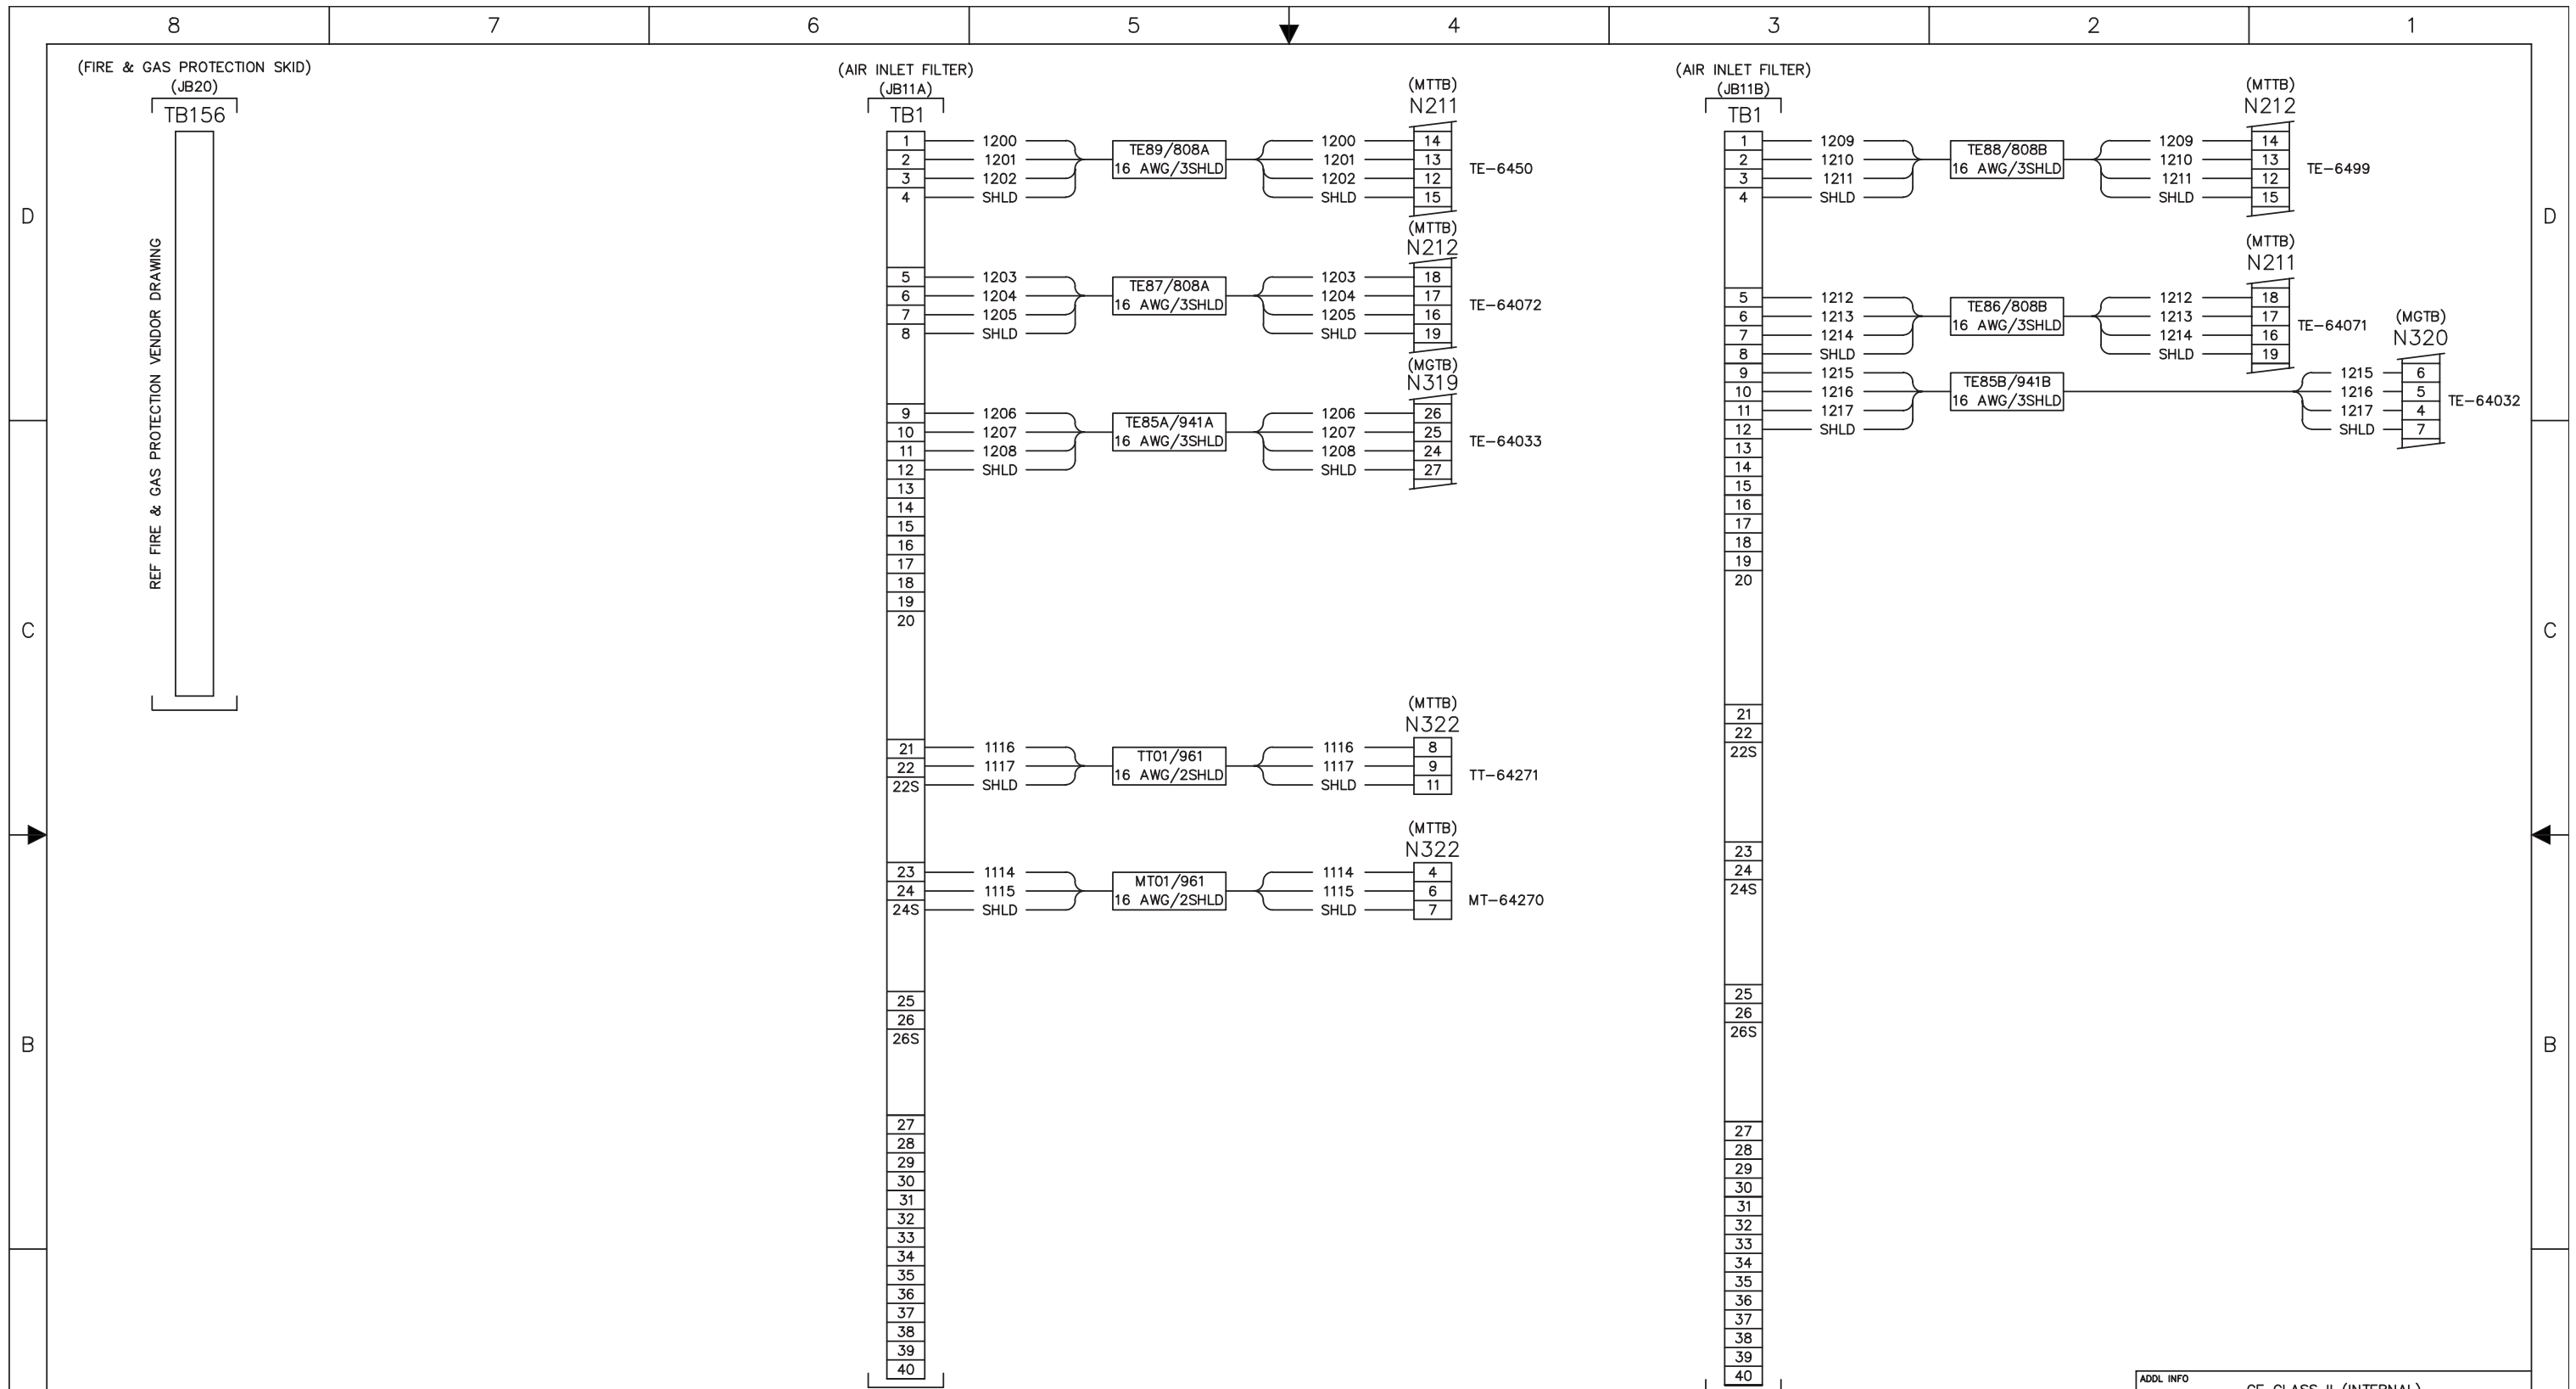 8 7 6 5 4 3 2 1
D
C
B
(FIRE & GAS PROTECTION SKID)
(JB20)
TB156
REF FIRE & GAS PROTECTION VENDOR DRAWING
(AIR INLET FILTER)
(JB11A)
TB1
(MTTB)
N211
1 1200 1200 14
2 1201 TE89/808A 1201 13
3 1202 16 AWG/3SHLD 1202 12
4 SHLD SHLD 15
TE-6450
(MTTB)
N212
5 1203 1203 18
6 1204 TE87/808A 1204 17
7 1205 16 AWG/3SHLD 1205 16
8 SHLD SHLD 19
TE-64072
(MGTB)
N319
9 1206 1206 26
10 1207 TE85A/941A 1207 25
11 1208 16 AWG/3SHLD 1208 24
12 SHLD SHLD 27
TE-64033
13
14
15
16
17
18
19
20
(MTTB)
N322
21 1116 1116 8
22 1117 TT01/961 1117 9
22S SHLD 16 AWG/2SHLD SHLD 11
TT-64271
(MTTB)
N322
23 1114 1114 4
24 1115 MT01/961 1115 6
24S SHLD 16 AWG/2SHLD SHLD 7
MT-64270
25
26
26S
27
28
29
30
31
32
33
34
35
36
37
38
39
40
(AIR INLET FILTER)
(JB11B)
TB1
(MTTB)
N212
1 1209 1209 14
2 1210 TE88/808B 1210 13
3 1211 16 AWG/3SHLD 1211 12
4 SHLD SHLD 15
TE-6499
(MTTB)
N211
5 1212 1212 18
6 1213 TE86/808B 1213 17
7 1214 16 AWG/3SHLD 1214 16
8 SHLD SHLD 19
TE-64071
(MGTB)
N320
9 1215 1215 6
10 1216 TE85B/941B 1216 5
11 1217 16 AWG/3SHLD 1217 4
12 SHLD SHLD 7
TE-64032
13
14
15
16
17
18
19
20
21
22
22S
23
24
24S
25
26
26S
27
28
29
30
31
32
33
34
35
36
37
38
39
40
D
C
B
ADDL INFO
GE CLASS II (INTERNAL)